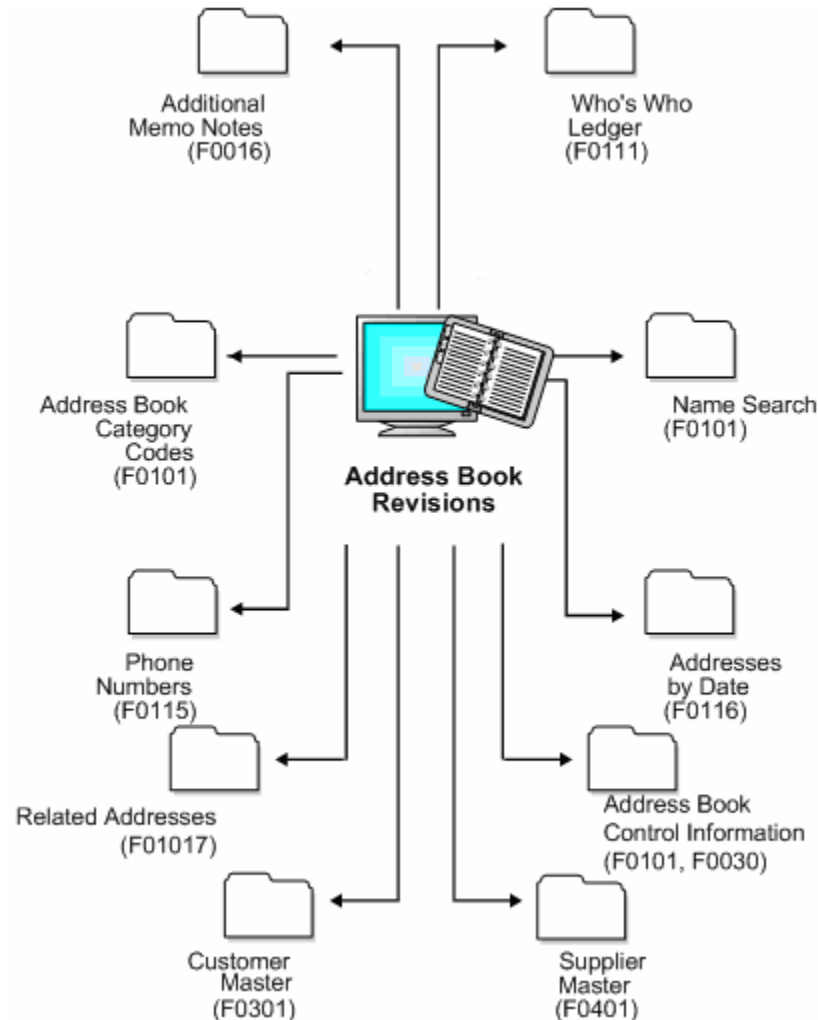 Additional
Memo Notes
(F0016)
Who's Who
Ledger
(F0111)
Address Book
Category
Codes
(F0101)
Name Search
(F0101)
Address Book
Revisions
Phone
Numbers
(F0115)
Addresses
by Date
(F0116)
Related Addresses
(F01017)
Address Book
Control Information
(F0101, F0030)
Customer
Master
(F0301)
Supplier
Master
(F0401)